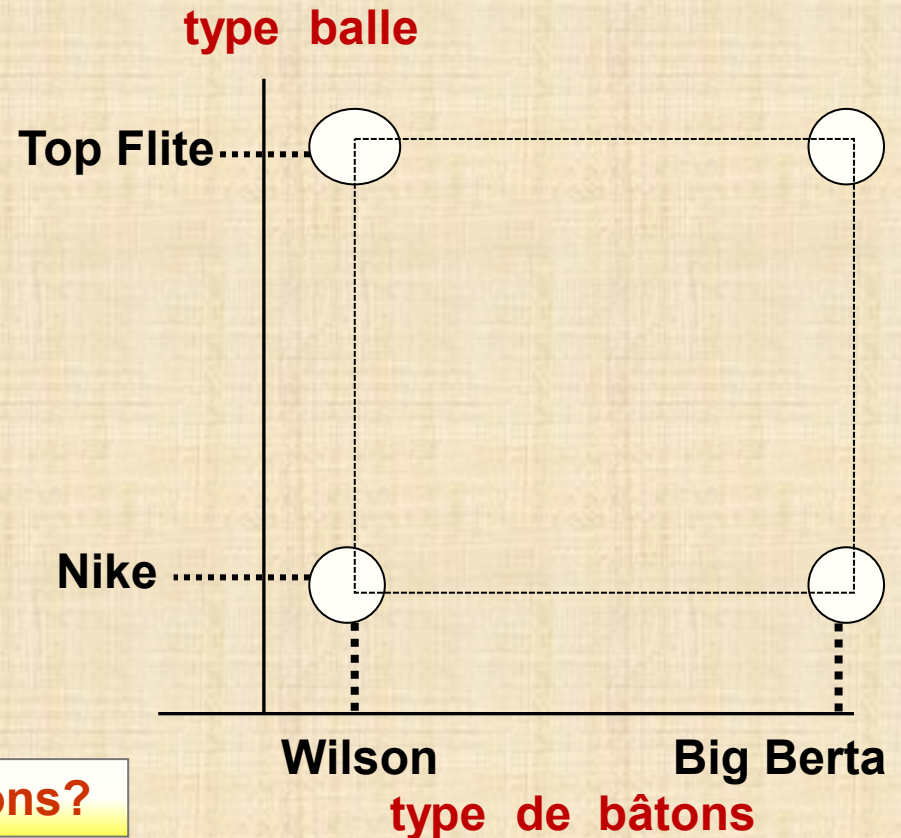 type balle
Top Flite
Nike
Wilson
Big Berta
ons?
type de bâtons